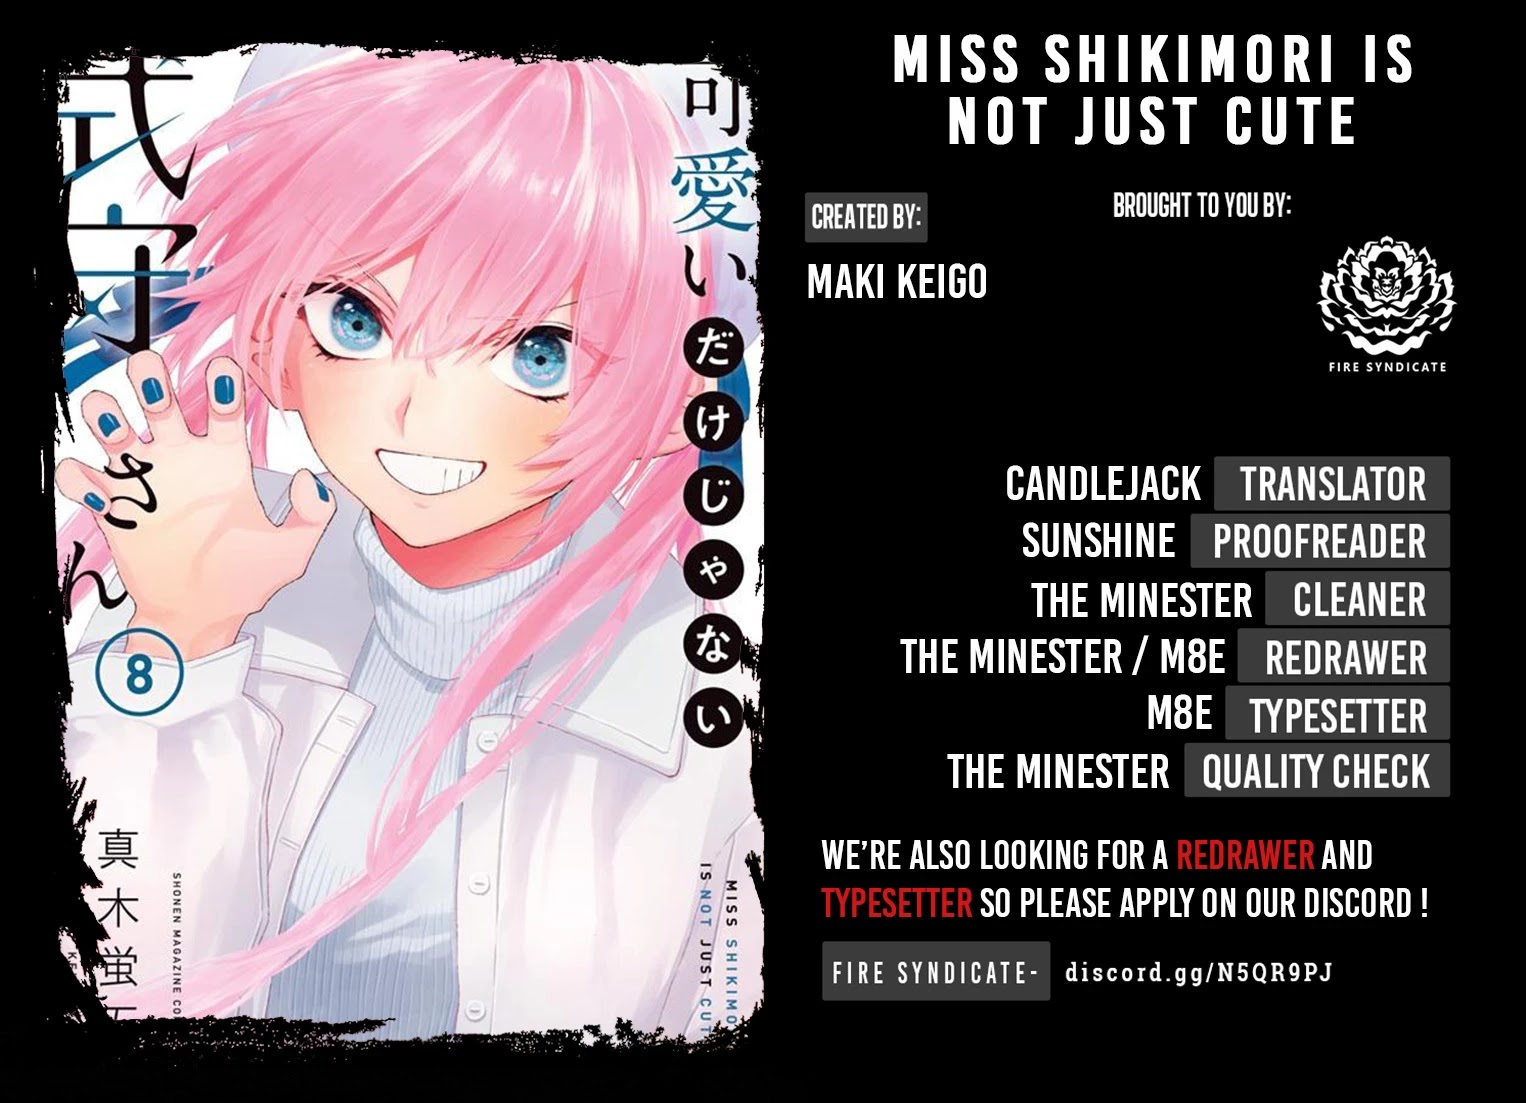 可愛いだけじゃない
式守さん
8
真木蛍五
SHONEN MAGAZINE CO
MISS SHIKIMO
IS NOT JUST CUT
MISS SHIKIMORI IS
NOT JUST CUTE
CREATED BY:
MAKI KEIGO
BROUGHT TO YOU BY:
FIRE SYNDICATE
CANDLEJACK TRANSLATOR
SUNSHINE PROOFREADER
THE MINESTER CLEANER
THE MINESTER / M8E REDRAWER
M8E TYPESETTER
THE MINESTER QUALITY CHECK
WE'RE ALSO LOOKING FOR A REDRAWER AND
TYPESETTER SO PLEASE APPLY ON OUR DISCORD !
FIRE SYNDICATE- discord.gg/N5QR9PJ